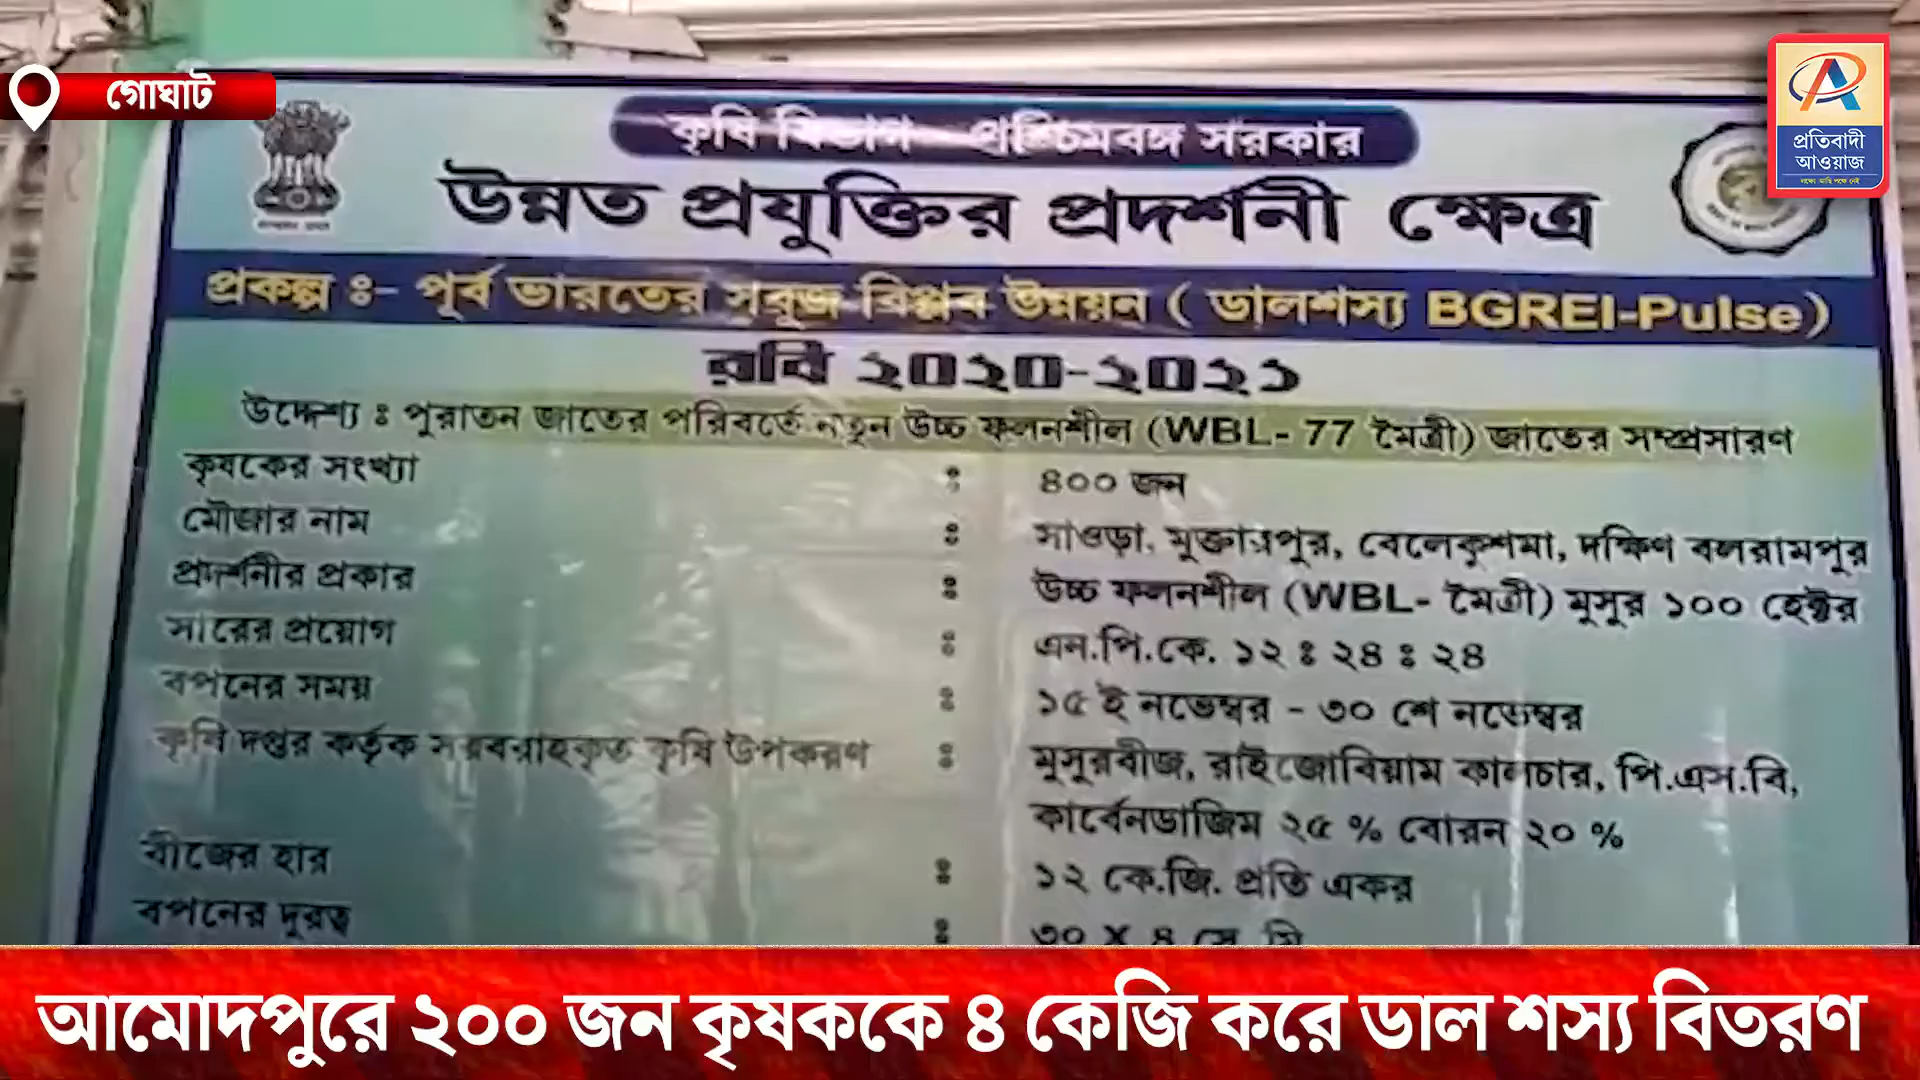 গোঘাট
প্রতিবাদী
আওয়াজ
কৃষি বিভাগ - পশ্চিমবঙ্গ সরকার
উন্নত প্রযুক্তির প্রদর্শনী ক্ষেত্র
প্রকল্প ঃ- পূর্ব ভারতের সবুজ বিপ্লব উন্নয়ন ( ডালশস্য BGREI-Pulse)
রবি ২০২০-২০২১
উদ্দেশ্য ঃ পুরাতন জাতের পরিবর্তে নতুন উচ্চ ফলনশীল (WBL- 77 মৈত্রী) জাতের সম্প্রসারণ
কৃষকের সংখ্যা ঃ ৪০০ জন
মৌজার নাম ঃ সাওড়া, মুক্তারপুর, বেলেকুশমা, দক্ষিণ বলরামপুর
প্রদর্শনীর প্রকার ঃ উচ্চ ফলনশীল (WBL- মৈত্রী) মুসুর ১০০ হেক্টর
সারের প্রয়োগ ঃ এন.পি.কে. ১২ ঃ ২৪ ঃ ২৪
বপনের সময় ঃ ১৫ ই নভেম্বর - ৩০ শে নভেম্বর
কৃষি দপ্তর কর্তৃক সরবরাহকৃত কৃষি উপকরণ ঃ মুসুরবীজ, রাইজোবিয়াম কালচার, পি.এস.বি,
কার্বেনডাজিম ২৫ % বোরন ২০ %
বীজের হার ঃ ১২ কে.জি. প্রতি একর
বপনের দুরত্ব ঃ ৩০ X ৪ সে. মি
আমোদপুরে ২০০ জন কৃষককে ৪ কেজি করে ডাল শস্য বিতরণ